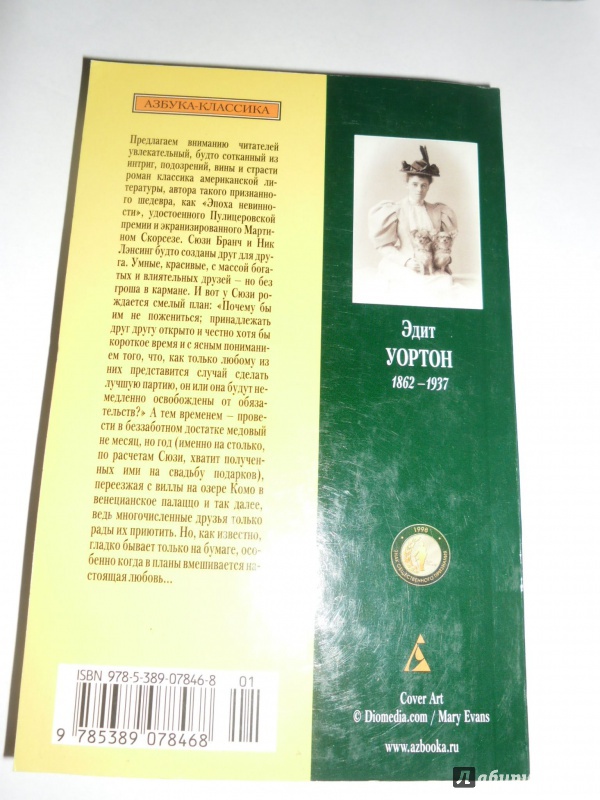 АЗБУКА-КЛАССИКА
Предлагаем вниманию читателей
увлекательный, будто сотканный из
интриг, подозрений, вины и страсти
роман классика американской ли-
тературы, автора такого признанно-
го шедевра, как «Эпоха невинно-
сти», удостоенного Пулицеровской
премии и экранизированного Марти-
ном Скорсезе. Сюзи Бранч и Ник
Лэнсинг будто созданы друг для дру-
га. Умные, красивые, с массой бога-
тых и влиятельных друзей – но без
гроша в кармане. И вот у Сюзи ро-
ждается смелый план: «Почему бы
им не пожениться; принадлежать
друг другу открыто и честно хотя бы
короткое время и с ясным понимани-
ем того, что, как только любому из
них представится случай сделать
лучшую партию, он или она будут не-
медленно освобождены от обяза-
тельств?» А тем временем – прове-
сти в беззаботном достатке медовый
не месяц, но год (именно на столько,
по расчетам Сюзи, хватит получен-
ных ими на свадьбу подарков),
переезжая с виллы на озере Комо в
венецианское палаццо и так далее,
ведь многочисленные друзья только
рады их приютить. Но, как известно,
гладко бывает только на бумаге, осо-
бенно когда в планы вмешивается на-
стоящая любовь...
ISBN 978-5-389-07846-8
01
9 785389 078468
Эдит
УОРТОН
1862 – 1937
1998
ЗНАК ОБЩЕСТВЕННОГО ПРИЗНАНИЯ
Cover Art
© Diomedia.com / Mary Evans
www.azbooka.ru